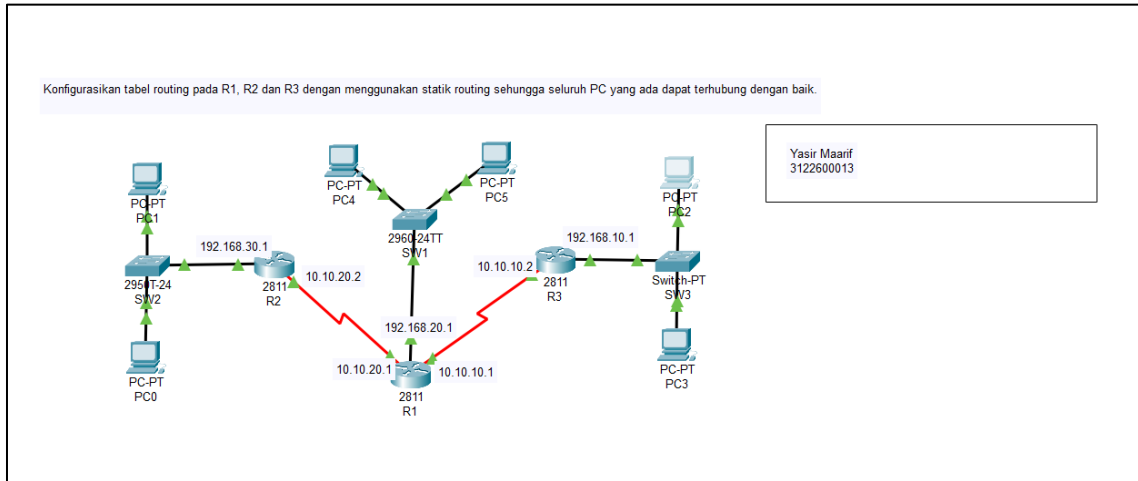 Konfigurasikan tabel routing pada R1, R2 dan R3 dengan menggunakan statik routing sehungga seluruh PC yang ada dapat terhubung dengan baik.
Yasir Maarif
3122600013
PC-PT
PC1
PC-PT
PC4
PC-PT
PC5
PC-PT
PC2
192.168.30.1
2950T-24
SW2
2811
R2
10.10.20.2
2960-24TT
SW1
10.10.10.2
2811
R3
192.168.10.1
Switch-PT
SW3
192.168.20.1
PC-PT
PC0
10.10.20.1
10.10.10.1
2811
R1
PC-PT
PC3